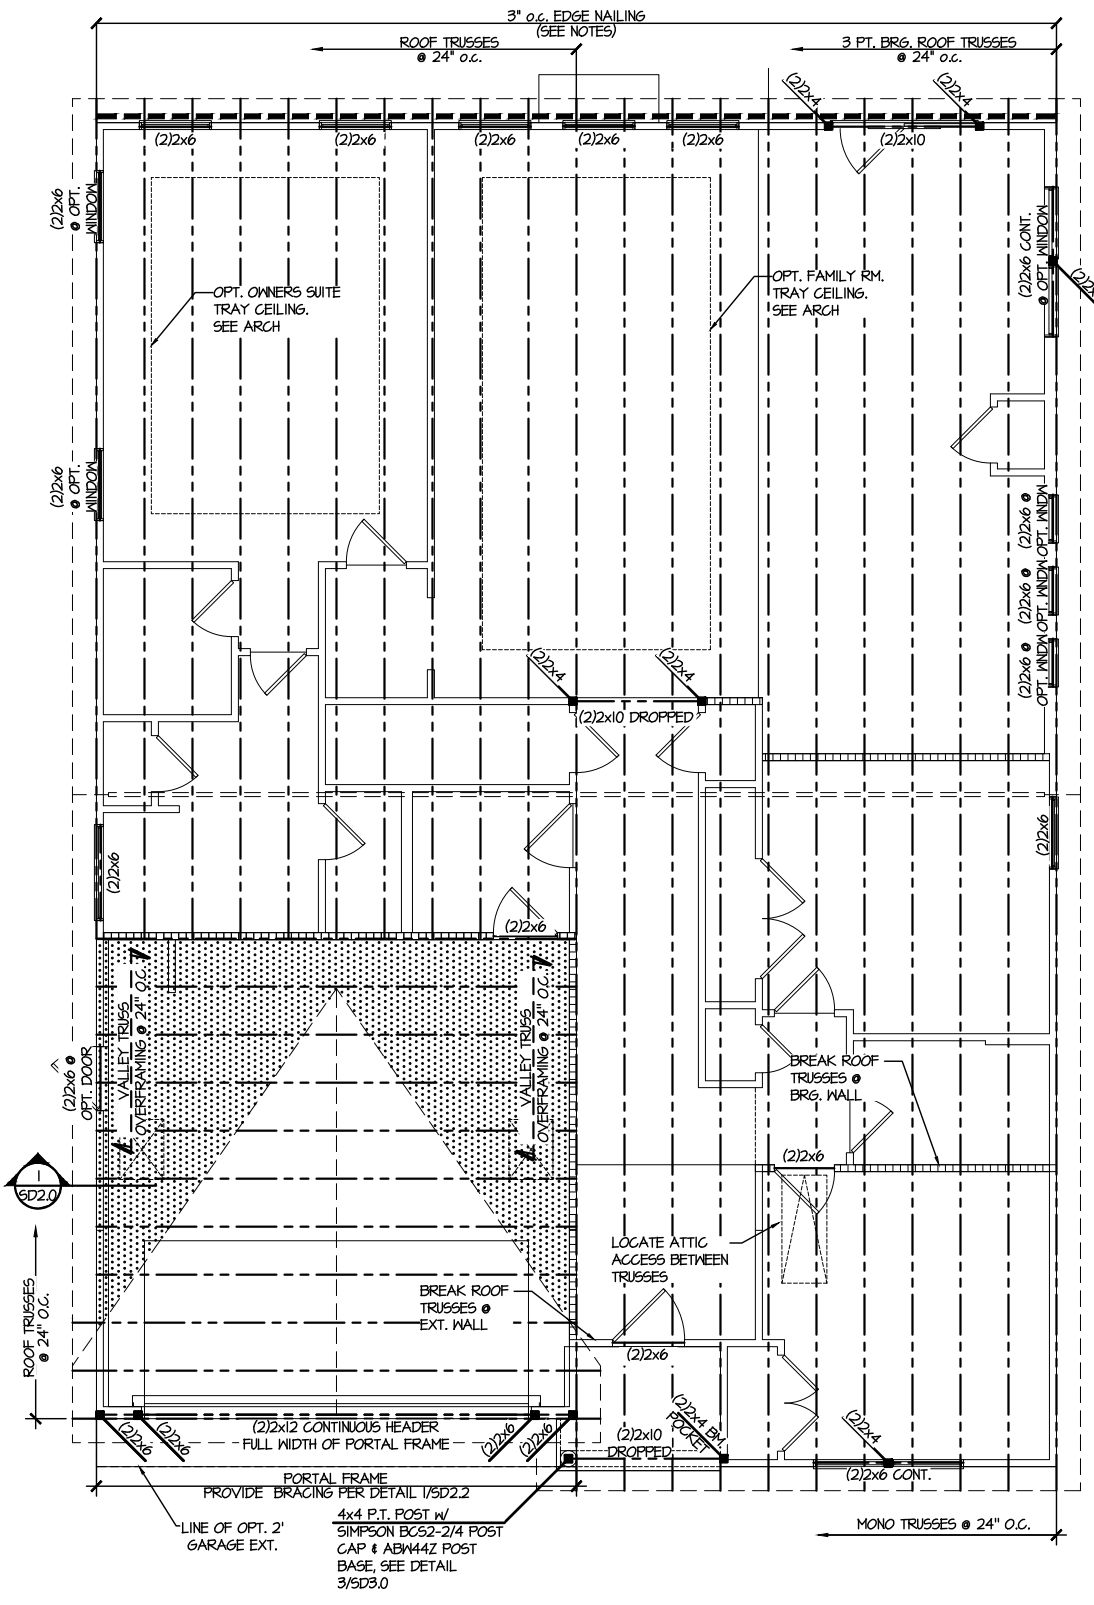 3" o.c. EDGE NAILING
(SEE NOTES)
ROOF TRUSSES
@ 24" o.c.
3 PT. BRG. ROOF TRUSSES
@ 24" o.c.
(2)2x4
(2)2x4
(2)2x6
(2)2x6
(2)2x6
(2)2x6
(2)2x6
(2)2x10
(2)2x6
@ OPT.
WINDOW
(2)2x6 CONT.
@ OPT. WINDOW
OPT. OWNERS SUITE
TRAY CEILING.
SEE ARCH
OPT. FAMILY RM.
TRAY CEILING.
SEE ARCH
(2)2x6
@ OPT.
WINDOW
(2)2x6 @
OPT. WNDW
(2)2x6 @
OPT. WNDW
(2)2x6 @
OPT. WNDW
(2)2x4
(2)2x4
(2)2x10 DROPPED
(2)2x6
(2)2x6
(2)2x6
VALLEY TRUSS
OVERFRAMING @ 24" O.C.
VALLEY TRUSS
OVERFRAMING @ 24" O.C.
(2)2x6 @
OPT. DOOR
BREAK ROOF
TRUSSES @
BRG. WALL
(2)2x6
1
SD2.0
LOCATE ATTIC
ACCESS BETWEEN
TRUSSES
ROOF TRUSSES
@ 24" O.C.
BREAK ROOF
TRUSSES @
EXT. WALL
(2)2x6
(2)2x6
(2)2x6
(2)2x12 CONTINUOUS HEADER
FULL WIDTH OF PORTAL FRAME
(2)2x6
(2)2x6
(2)2x10
DROPPED
(2)2x4 BM.
POCKET
(2)2x4
(2)2x6 CONT.
PORTAL FRAME
PROVIDE BRACING PER DETAIL 1/SD2.2
LINE OF OPT. 2'
GARAGE EXT.
4x4 P.T. POST w/
SIMPSON BCS2-2/4 POST
CAP & ABW44Z POST
BASE, SEE DETAIL
3/SD3.0
MONO TRUSSES @ 24" O.C.